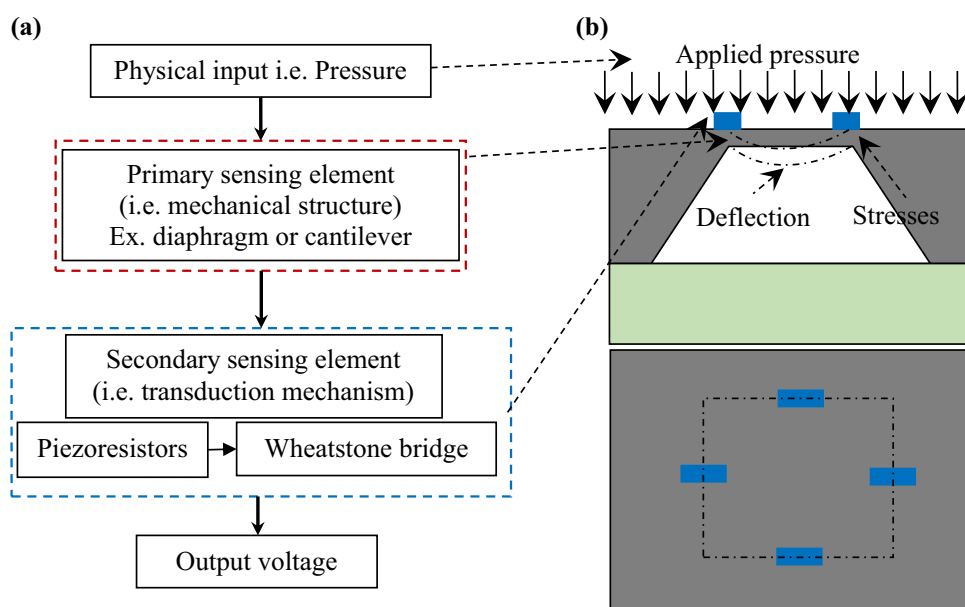 (a)
Physical input i.e. Pressure
Primary sensing element
(i.e. mechanical structure)
Ex. diaphragm or cantilever
Secondary sensing element
(i.e. transduction mechanism)
Piezoresistors
Wheatstone bridge
Output voltage
(b)
Applied pressure
Deflection
Stresses